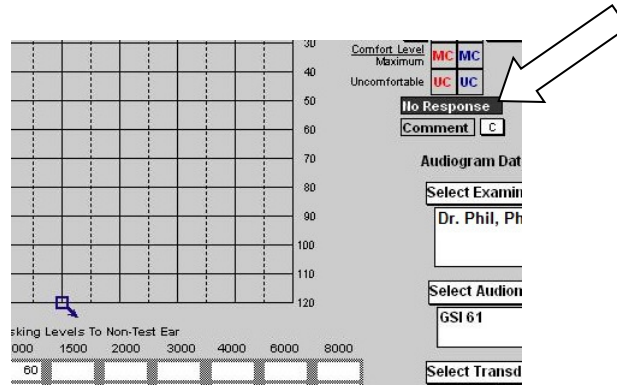 30
Comfort Level
Maximum MC MC
40
Uncomfortable UC UC
50
No Response
60
Comment C
70
Audiogram Dat
80
Select Examin
90
Dr. Phil, Ph
100
110
120
Select Audion
GSI 61
sking Levels To Non-Test Ear
000 1500 2000 3000 4000 6000 8000
60
Select Transd